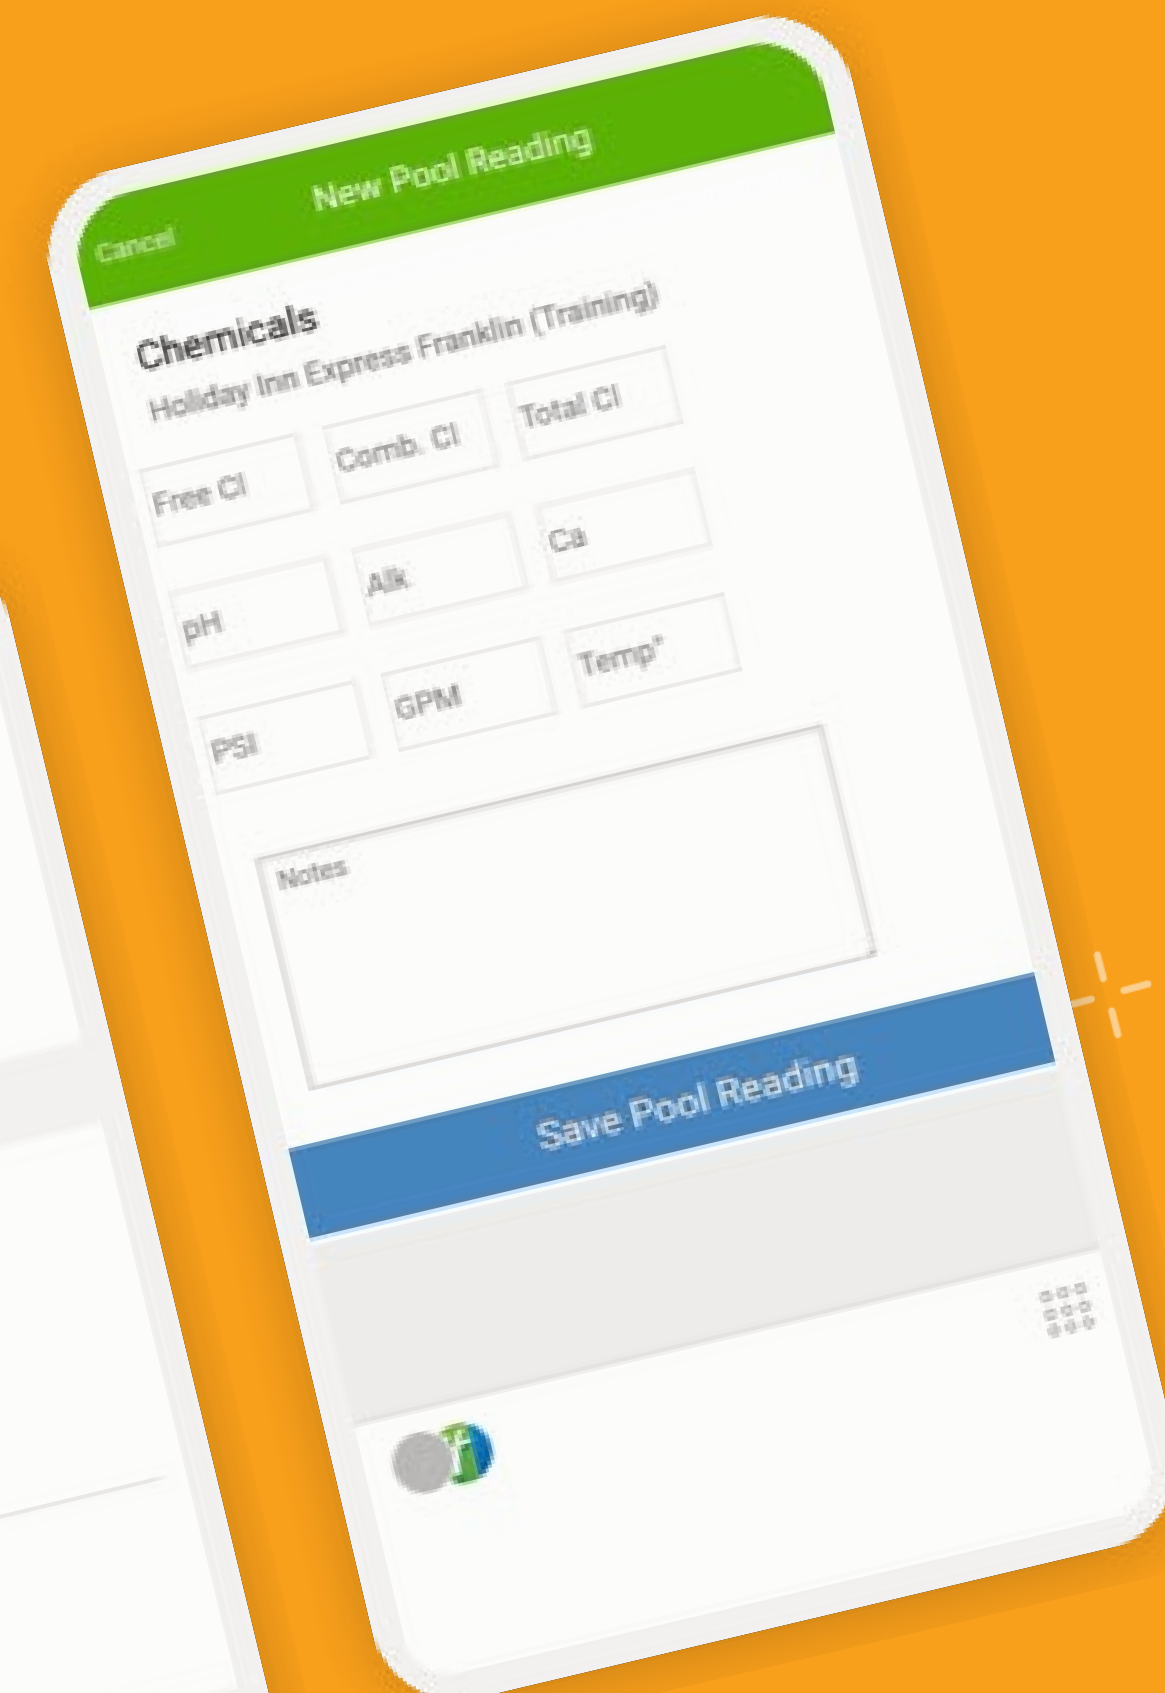 New Pool Reading
Cancel
Chemicals
Holiday Inn Express Franklin (Training)
Free Cl Comb. Cl Total Cl
pH Alk Ca
PSI GPM Temp°
Notes
Save Pool Reading
f